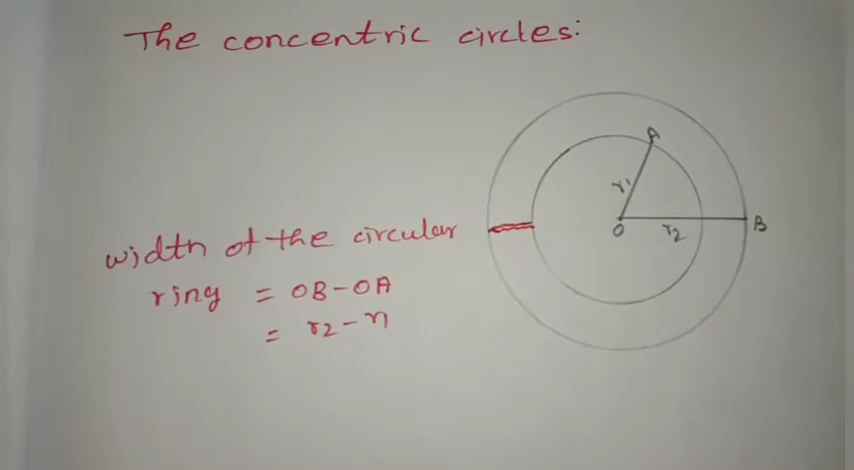 The concentric circles:
A
r1
O
r2
B
width of the circular
ring = OB-OA
= r2-r1